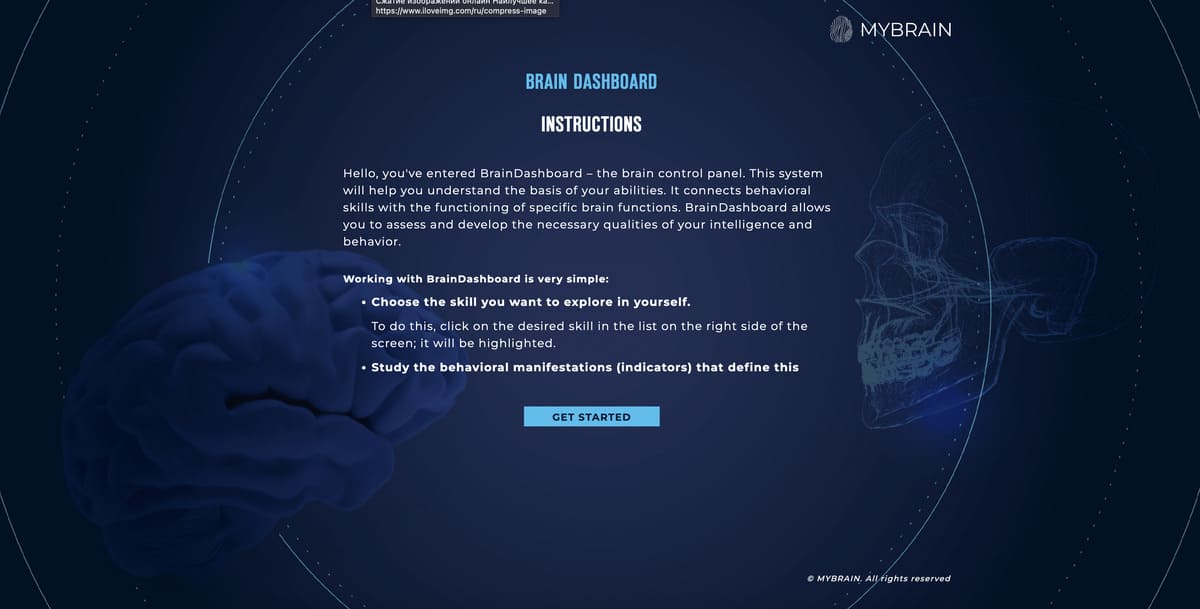 Сжатие изображений онлайн Наилучшее ка...
https://www.iloveimg.com/ru/compress-image
MYBRAIN
BRAIN DASHBOARD
INSTRUCTIONS
Hello, you've entered BrainDashboard – the brain control panel. This system
will help you understand the basis of your abilities. It connects behavioral
skills with the functioning of specific brain functions. BrainDashboard allows
you to assess and develop the necessary qualities of your intelligence and
behavior.
Working with BrainDashboard is very simple:
• Choose the skill you want to explore in yourself.
To do this, click on the desired skill in the list on the right side of the
screen; it will be highlighted.
• Study the behavioral manifestations (indicators) that define this
GET STARTED
© MYBRAIN. All rights reserved